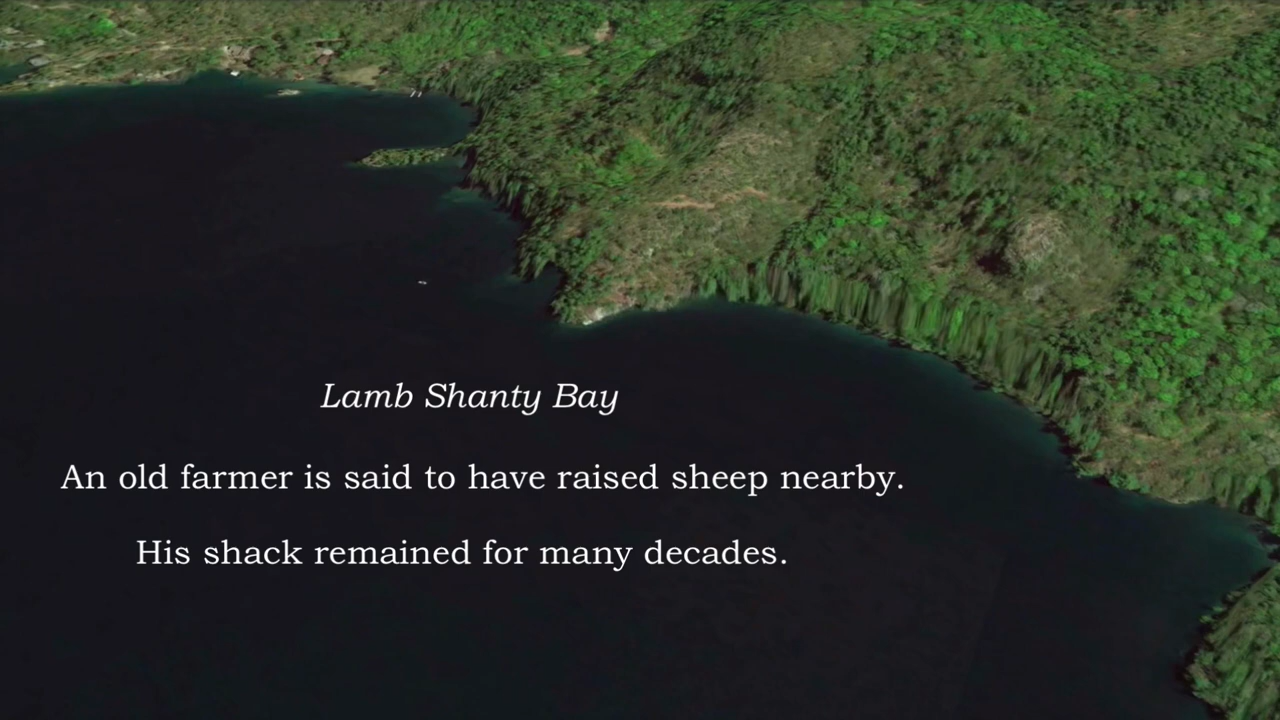 Lamb Shanty Bay
An old farmer is said to have raised sheep nearby.
His shack remained for many decades.